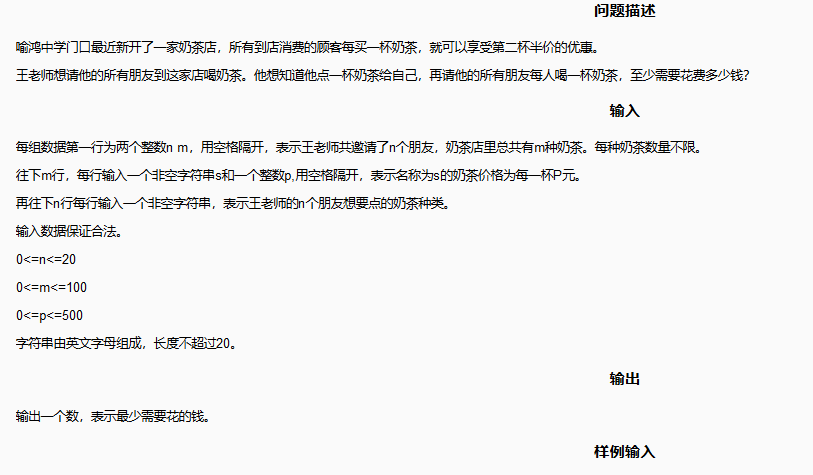 问题描述
喻鸿中学门口最近新开了一家奶茶店，所有到店消费的顾客每买一杯奶茶，就可以享受第二杯半价的优惠。
王老师想请他的所有朋友到这家店喝奶茶。他想知道他点一杯奶茶给自己，再请他的所有朋友每人喝一杯奶茶，至少需要花费多少钱？
输入
每组数据第一行为两个整数n m，用空格隔开，表示王老师共邀请了n个朋友，奶茶店里总共有m种奶茶。每种奶茶数量不限。
往下m行，每行输入一个非空字符串s和一个整数p,用空格隔开，表示名称为s的奶茶价格为每一杯P元。
再往下n行每行输入一个非空字符串，表示王老师的n个朋友想要点的奶茶种类。
输入数据保证合法。
0<=n<=20
0<=m<=100
0<=p<=500
字符串由英文字母组成，长度不超过20。
输出
输出一个数，表示最少需要花的钱。
样例输入